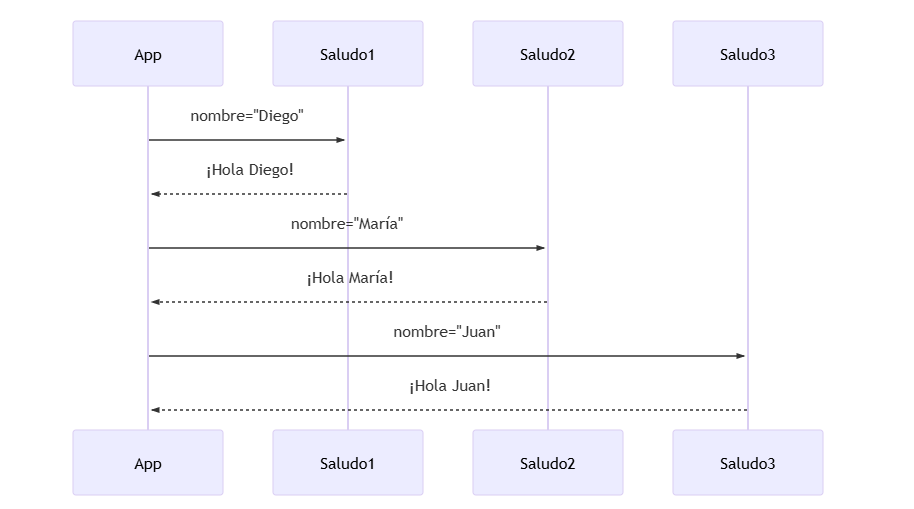 App Saludo1 Saludo2 Saludo3
nombre="Diego"
¡Hola Diego!
nombre="María"
¡Hola María!
nombre="Juan"
¡Hola Juan!
App Saludo1 Saludo2 Saludo3